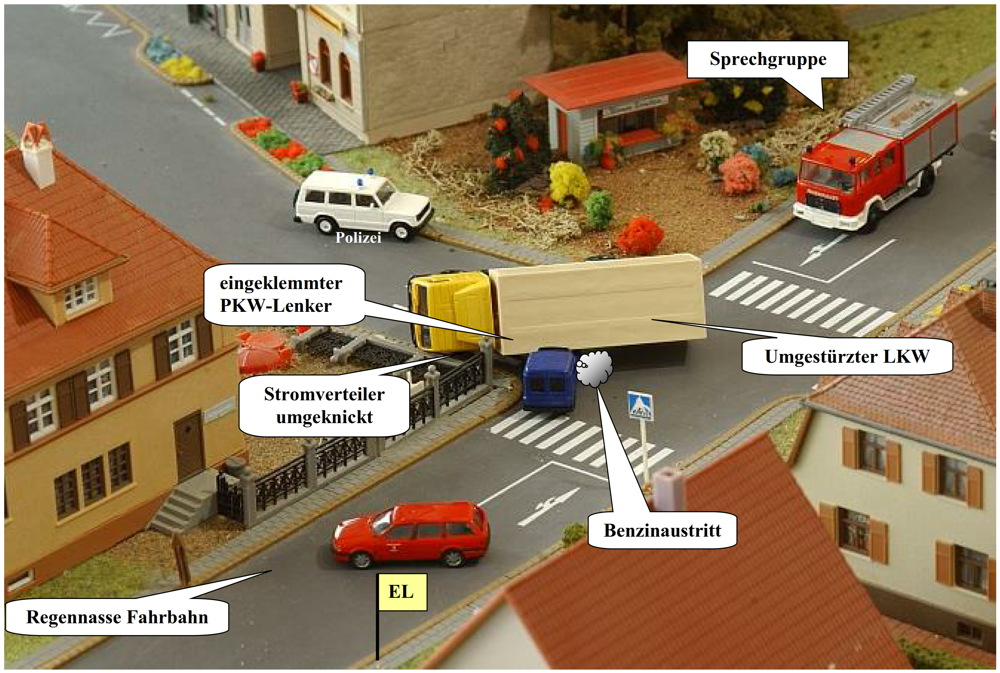 Sprechgruppe
Polizei
eingeklemmter
PKW-Lenker
Umgestürzter LKW
Stromverteiler
umgeknickt
Benzinaustritt
EL
Regennasse Fahrbahn